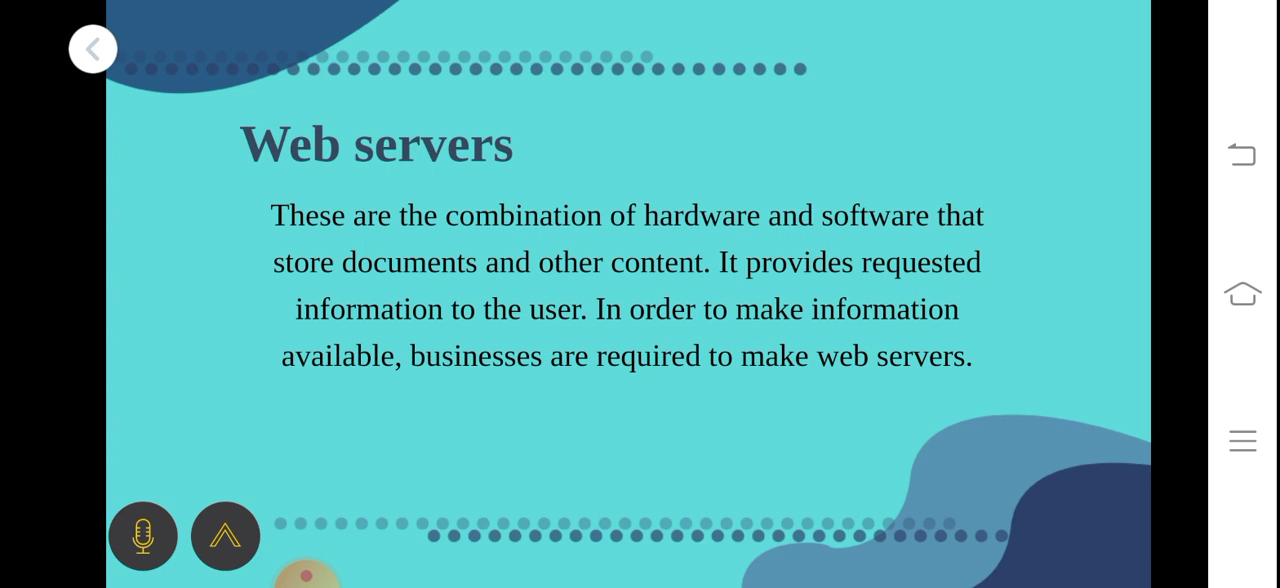 Web servers
These are the combination of hardware and software that
store documents and other content. It provides requested
information to the user. In order to make information
available, businesses are required to make web servers.